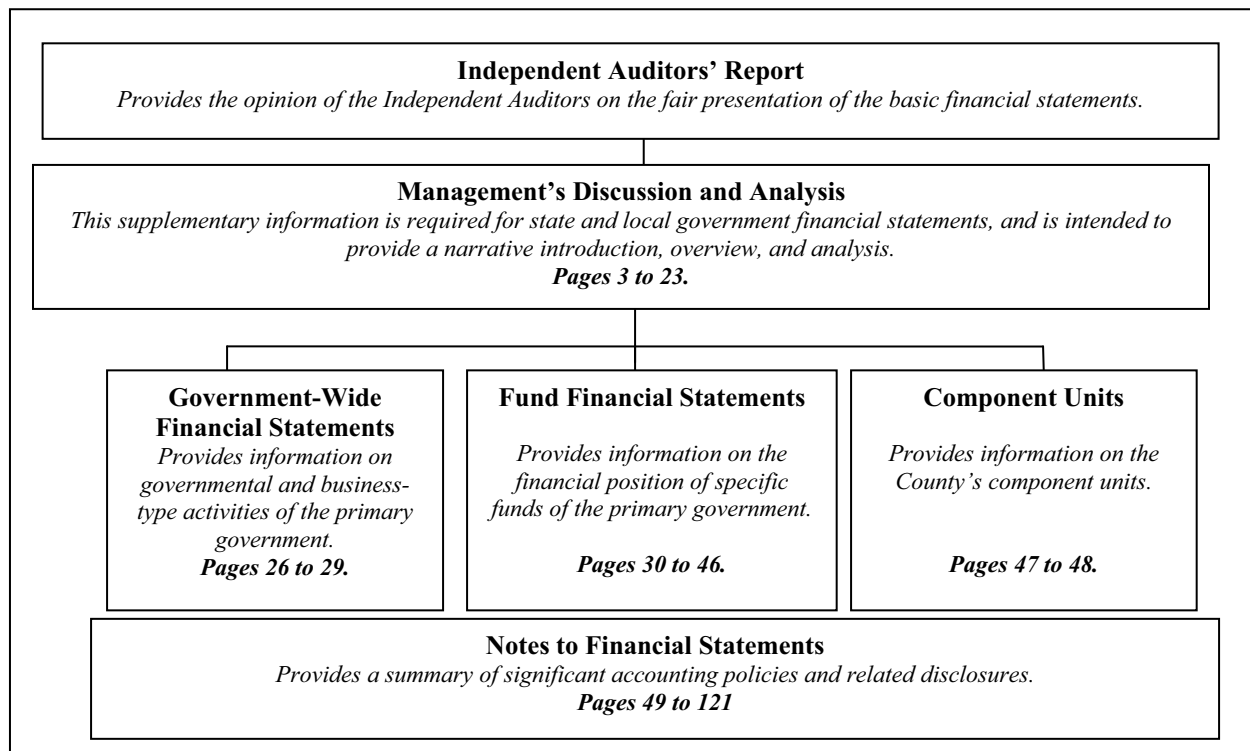 Independent Auditors’ Report
Provides the opinion of the Independent Auditors on the fair presentation of the basic financial statements.
Management’s Discussion and Analysis
This supplementary information is required for state and local government financial statements, and is intended to
provide a narrative introduction, overview, and analysis.
Pages 3 to 23.
Government-Wide
Financial Statements
Provides information on
governmental and business-
type activities of the primary
government.
Pages 26 to 29.
Fund Financial Statements
Provides information on the
financial position of specific
funds of the primary government.
Pages 30 to 46.
Component Units
Provides information on the
County’s component units.
Pages 47 to 48.
Notes to Financial Statements
Provides a summary of significant accounting policies and related disclosures.
Pages 49 to 121